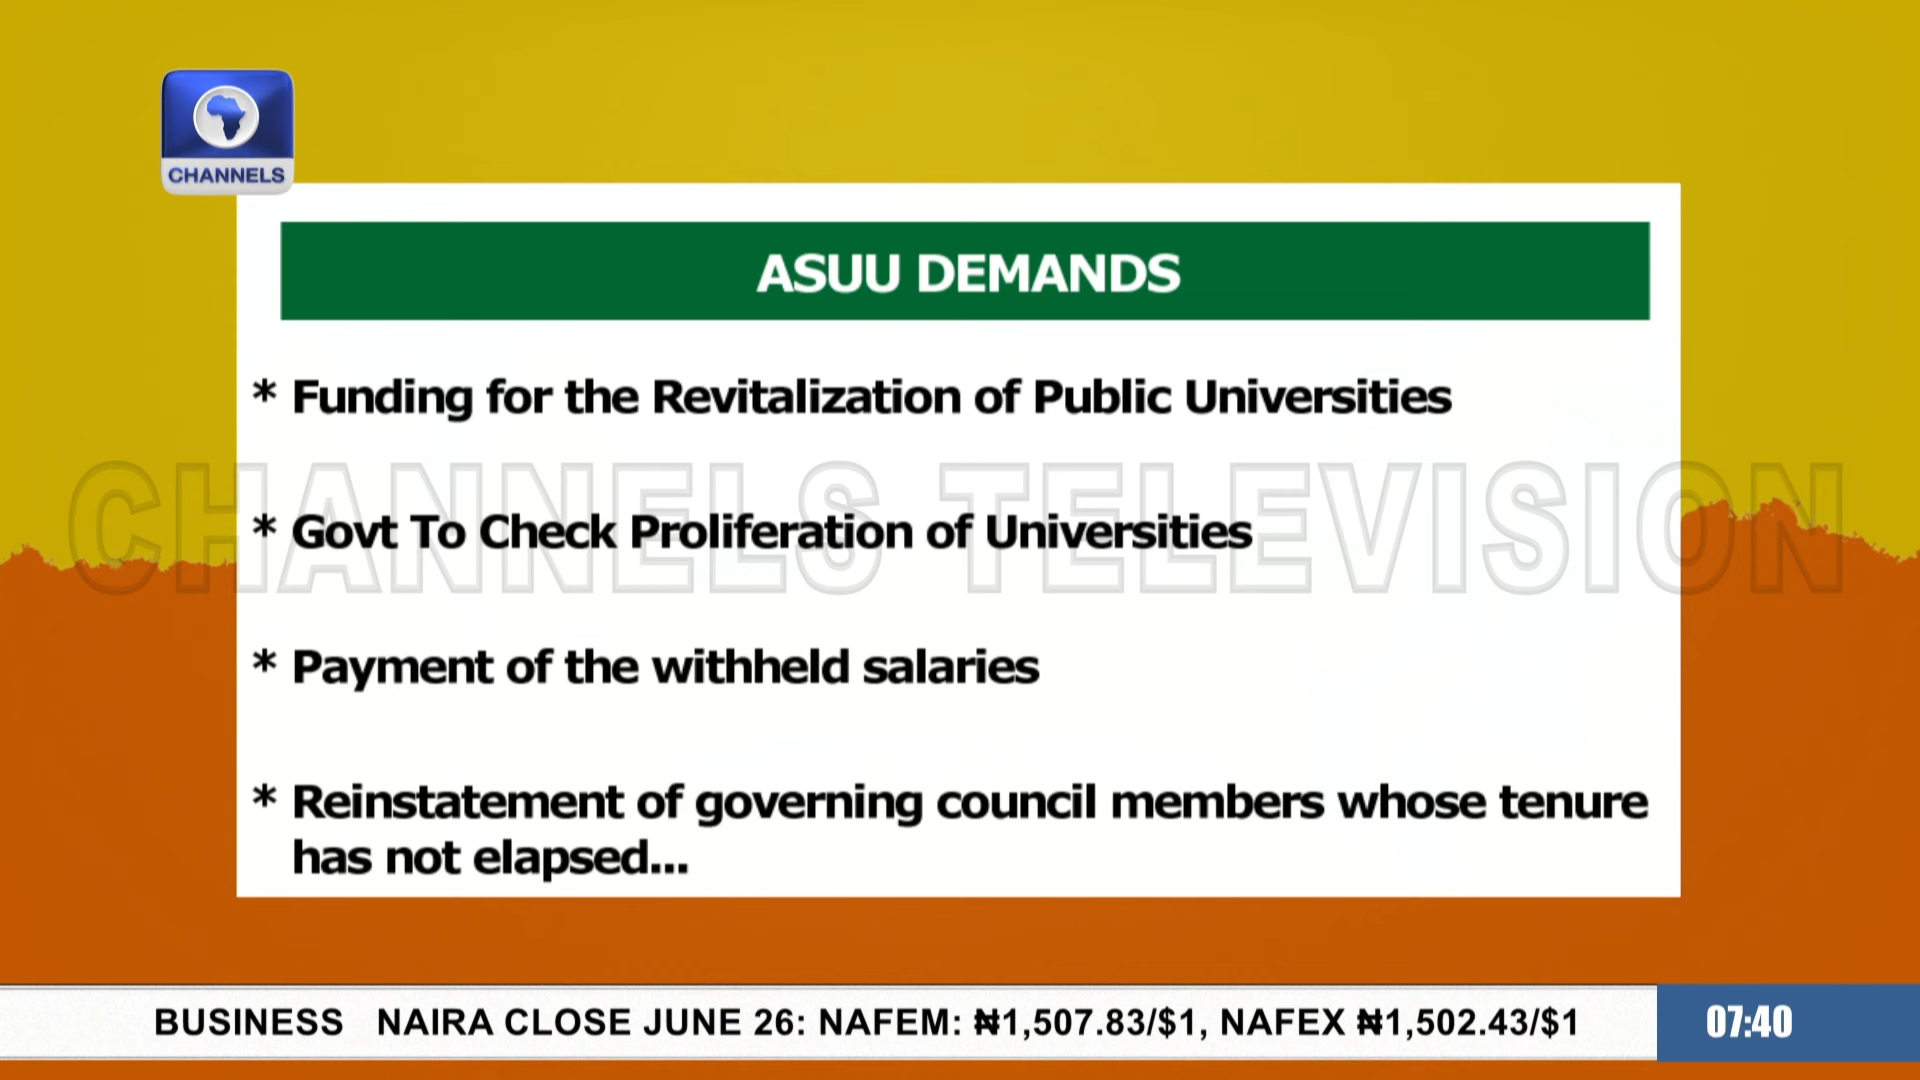 CHANNELS
ASUU DEMANDS
* Funding for the Revitalization of Public Universities
CHANNELS TELEVISION
* Govt To Check Proliferation of Universities
* Payment of the withheld salaries
* Reinstatement of governing council members whose tenure
has not elapsed...
BUSINESS NAIRA CLOSE JUNE 26: NAFEM: ₦1,507.83/$1, NAFEX ₦1,502.43/$1
07:40